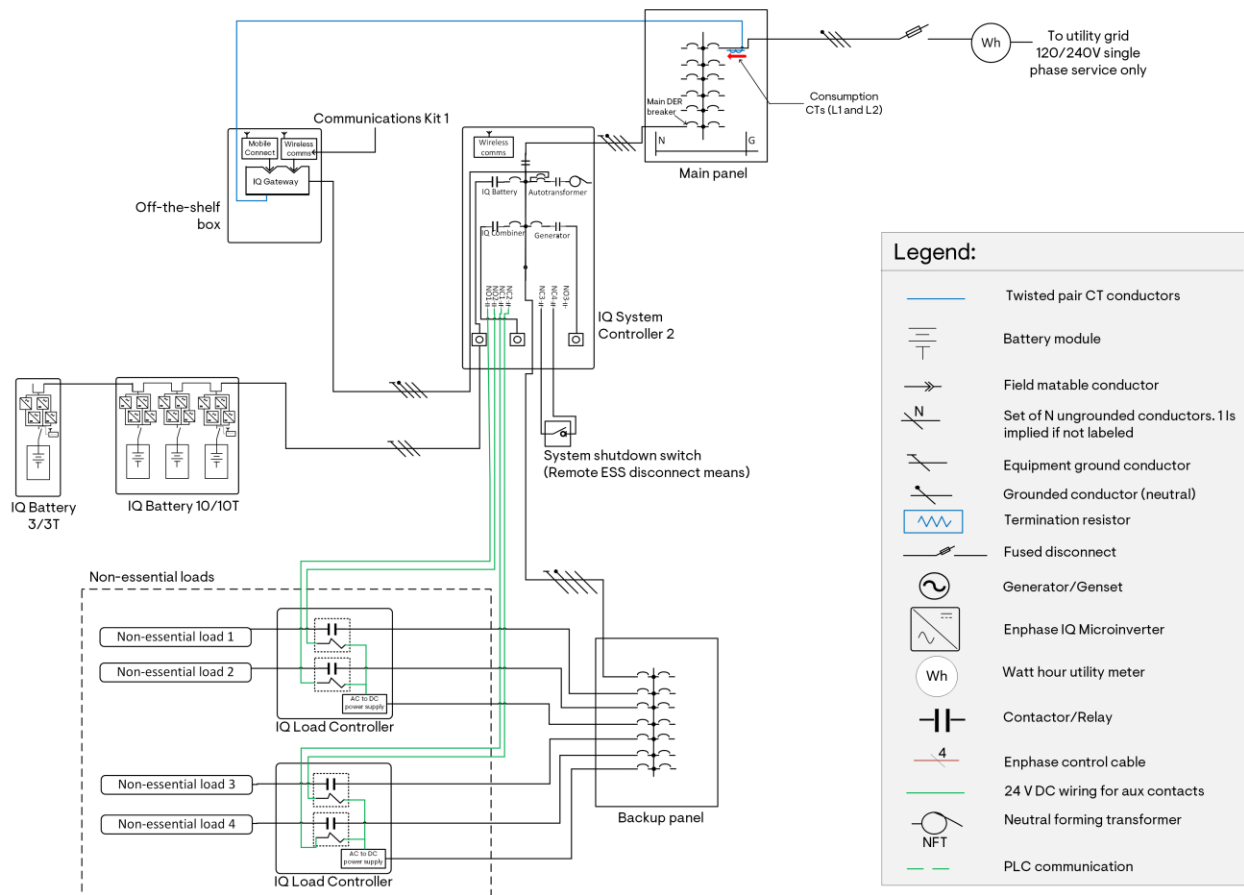 To utility grid
120/240V single
phase service only
Wh
Consumption
CTs (L1 and L2)
Main DER
breaker
N
G
Main panel
Communications Kit 1
Mobile
Connect
Wireless
comms
IQ Gateway
Off-the-shelf
box
Wireless
comms
IQ Battery
Autotransformer
IQ Combiner
Generator
NO1
NO2
NC1
NC2
NC3
NC4
NO3
IQ System
Controller 2
System shutdown switch
(Remote ESS disconnect means)
IQ Battery
3/3T
IQ Battery 10/10T
Non-essential loads
Non-essential load 1
Non-essential load 2
AC to DC
power supply
IQ Load Controller
Non-essential load 3
Non-essential load 4
AC to DC
power supply
IQ Load Controller
Backup panel
Legend:
Twisted pair CT conductors
Battery module
Field matable conductor
N
Set of N ungrounded conductors. 1 Is
implied if not labeled
Equipment ground conductor
Grounded conductor (neutral)
Termination resistor
Fused disconnect
Generator/Genset
Enphase IQ Microinverter
Wh
Watt hour utility meter
Contactor/Relay
4
Enphase control cable
24 V DC wiring for aux contacts
Neutral forming transformer
NFT
PLC communication